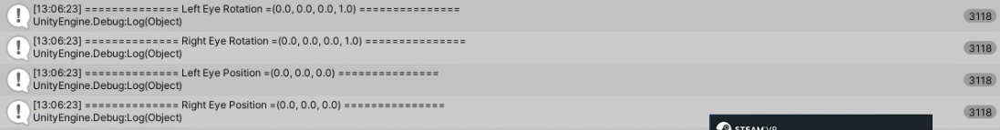 [13:06:23] ============== Left Eye Rotation =(0.0, 0.0, 0.0, 1.0) ===============
UnityEngine.Debug:Log(Object)
3118
[13:06:23] ============== Right Eye Rotation =(0.0, 0.0, 0.0, 1.0) ===============
UnityEngine.Debug:Log(Object)
3118
[13:06:23] ============== Left Eye Position =(0.0, 0.0, 0.0) ===============
UnityEngine.Debug:Log(Object)
3118
[13:06:23] ============== Right Eye Position =(0.0, 0.0, 0.0) ===============
UnityEngine.Debug:Log(Object)
3118
STEAMVR